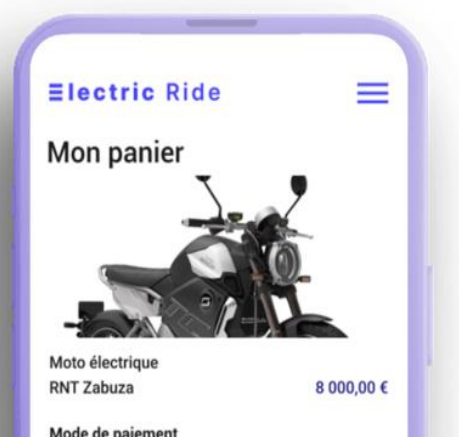 Electric Ride
Mon panier
Moto électrique
RNT Zabuza
8 000,00 €
Mode de paiement